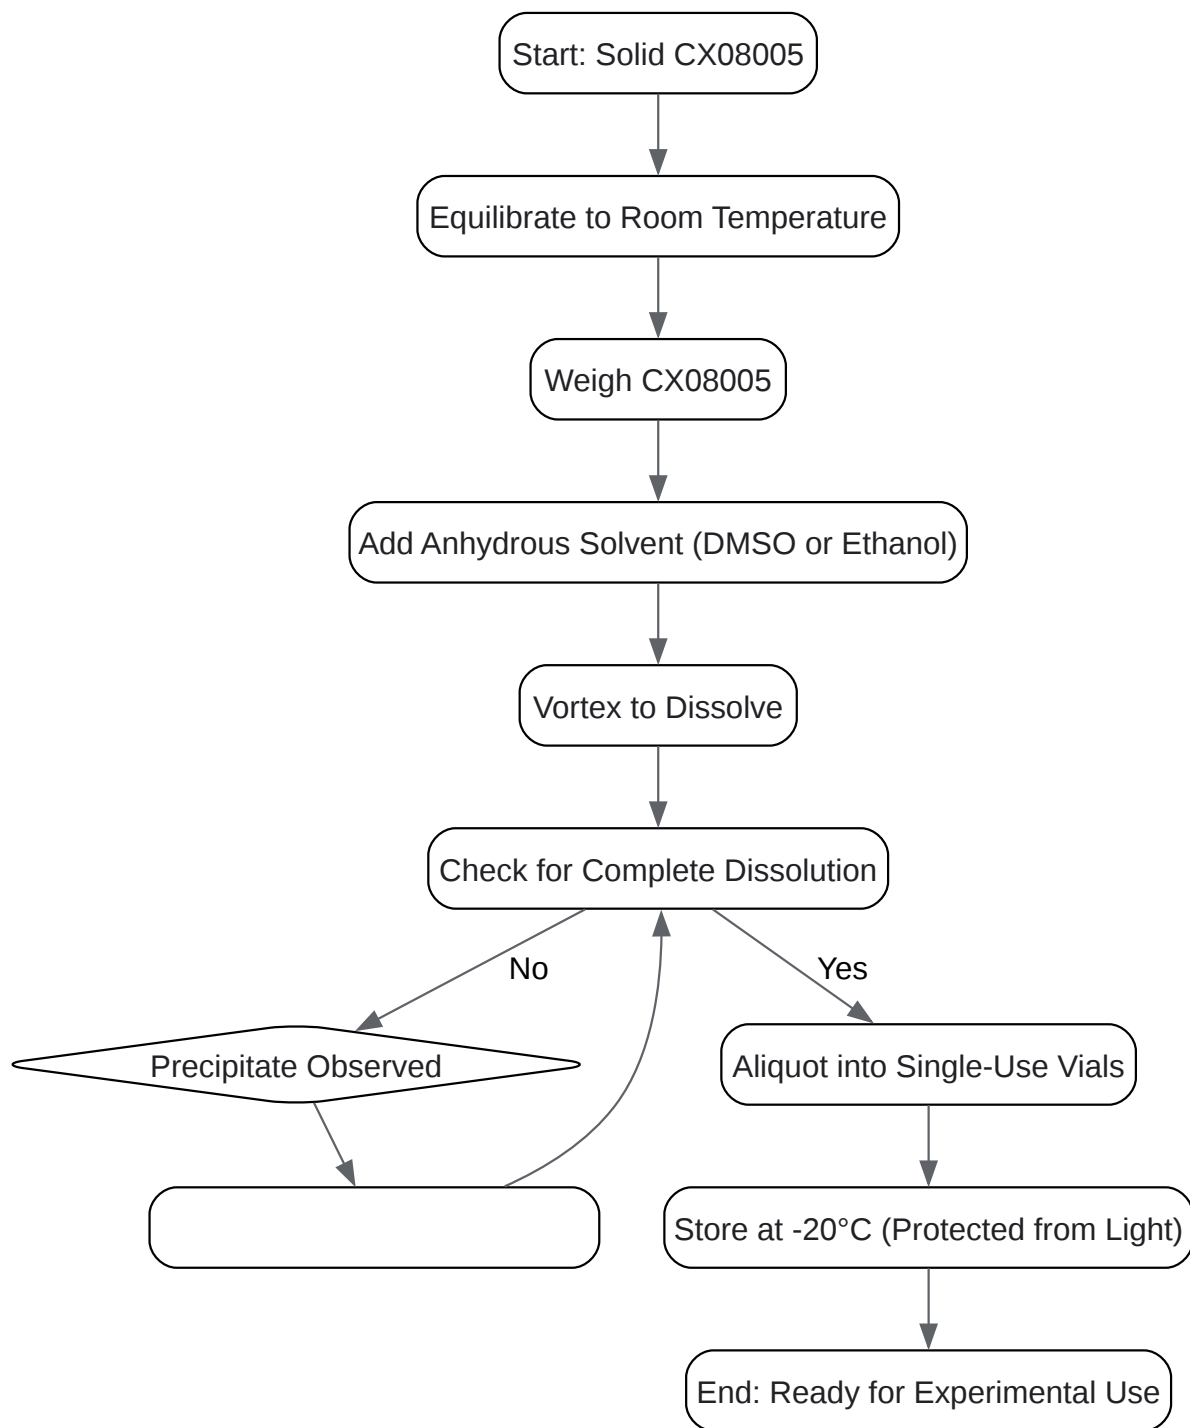 Start: Solid CX08005
Equilibrate to Room Temperature
Weigh CX08005
Add Anhydrous Solvent (DMSO or Ethanol)
Vortex to Dissolve
Check for Complete Dissolution
No
Yes
Precipitate Observed
Aliquot into Single-Use Vials
Store at -20°C (Protected from Light)
End: Ready for Experimental Use